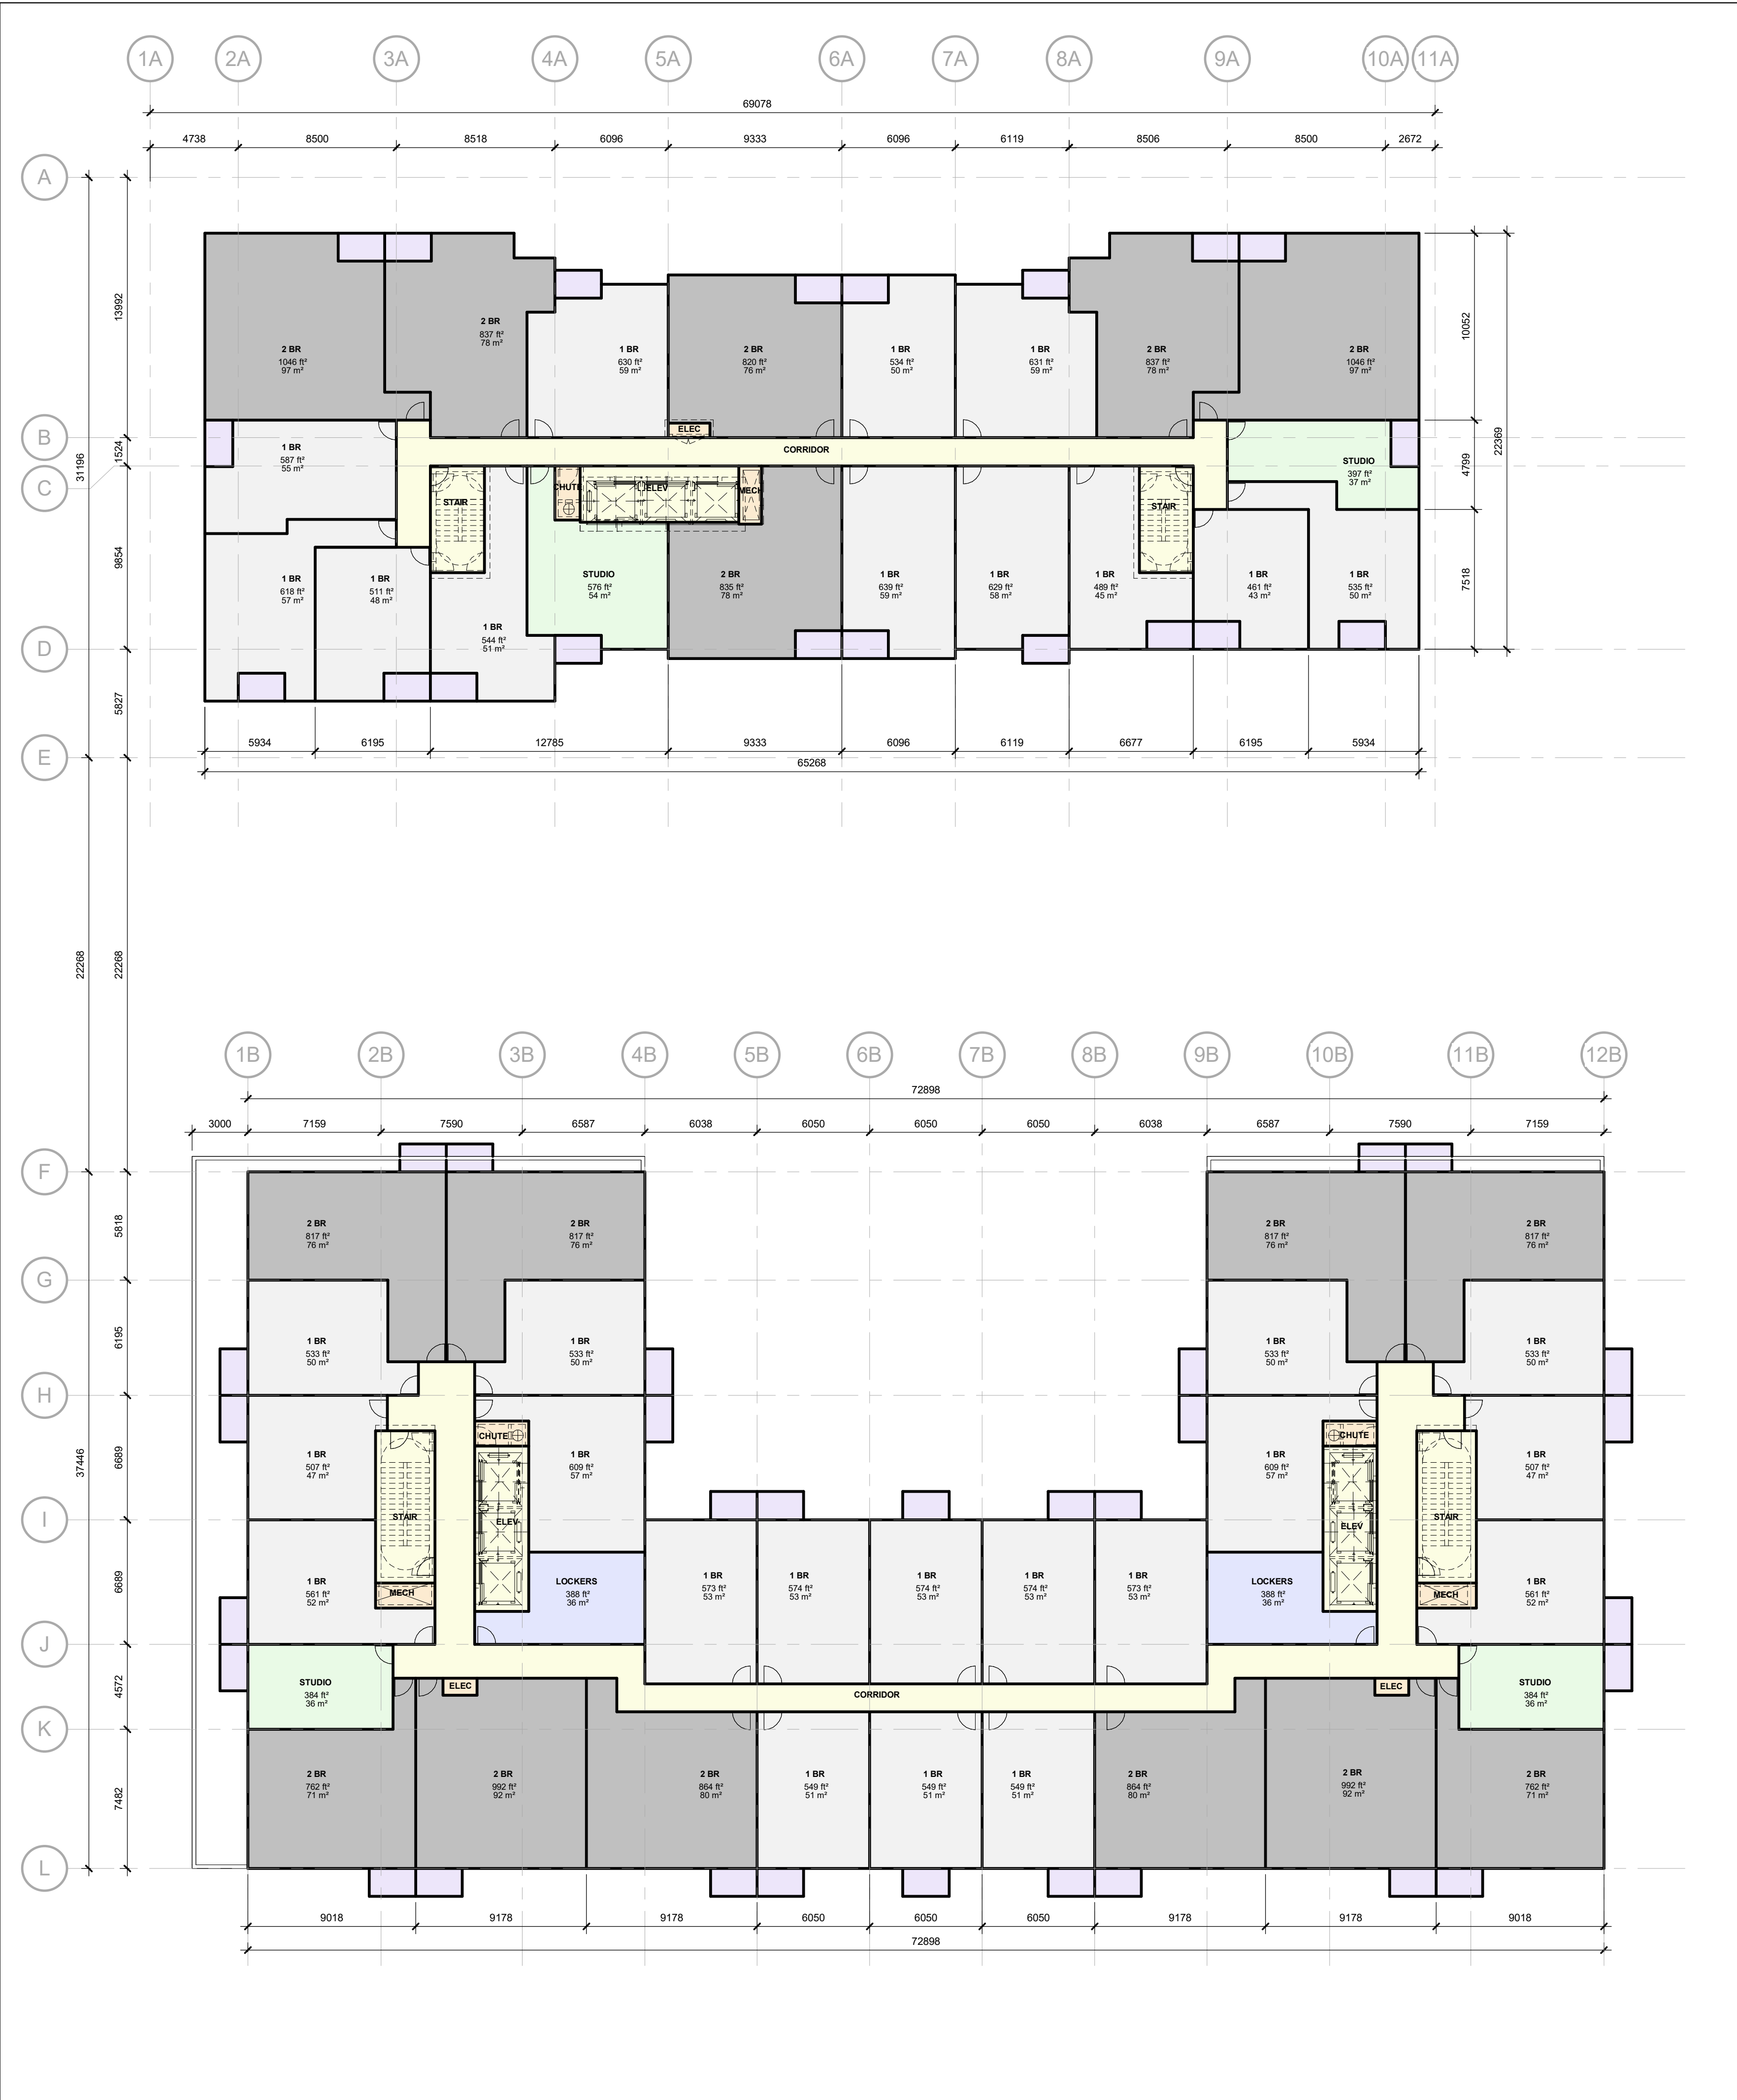 1A 2A 3A 4A 5A 6A 7A 8A 9A 10A 11A
69078
4738 8500 8518 6096 9333 6096 6119 8506 8500 2672
A
B
C
D
E
31196
22268
13992
1524
9854
5827
22268
10052
4799
7518
22369
2 BR
1046 ft²
97 m²
2 BR
837 ft²
78 m²
1 BR
630 ft²
59 m²
2 BR
820 ft²
76 m²
1 BR
534 ft²
50 m²
1 BR
631 ft²
59 m²
2 BR
837 ft²
78 m²
2 BR
1046 ft²
97 m²
ELEC
CORRIDOR
1 BR
587 ft²
55 m²
STAIR
CHUTE
ELEV
MECH
STAIR
STUDIO
397 ft²
37 m²
1 BR
618 ft²
57 m²
1 BR
511 ft²
48 m²
1 BR
544 ft²
51 m²
STUDIO
576 ft²
54 m²
2 BR
835 ft²
78 m²
1 BR
639 ft²
59 m²
1 BR
629 ft²
58 m²
1 BR
489 ft²
45 m²
1 BR
461 ft²
43 m²
1 BR
535 ft²
50 m²
5934 6195 12785 9333 6096 6119 6677 6195 5934
65268
1B 2B 3B 4B 5B 6B 7B 8B 9B 10B 11B 12B
72898
3000 7159 7590 6587 6038 6050 6050 6050 6038 6587 7590 7159
F
G
H
I
J
K
L
37446
5818
6195
6689
6689
4572
7482
2 BR
817 ft²
76 m²
2 BR
817 ft²
76 m²
2 BR
817 ft²
76 m²
2 BR
817 ft²
76 m²
1 BR
533 ft²
50 m²
1 BR
533 ft²
50 m²
1 BR
533 ft²
50 m²
1 BR
533 ft²
50 m²
1 BR
507 ft²
47 m²
CHUTE
1 BR
609 ft²
57 m²
1 BR
609 ft²
57 m²
CHUTE
1 BR
507 ft²
47 m²
STAIR
ELEV
ELEV
STAIR
1 BR
561 ft²
52 m²
MECH
LOCKERS
388 ft²
36 m²
1 BR
573 ft²
53 m²
1 BR
574 ft²
53 m²
1 BR
574 ft²
53 m²
1 BR
574 ft²
53 m²
1 BR
573 ft²
53 m²
LOCKERS
388 ft²
36 m²
MECH
1 BR
561 ft²
52 m²
STUDIO
384 ft²
36 m²
ELEC
CORRIDOR
ELEC
STUDIO
384 ft²
36 m²
2 BR
762 ft²
71 m²
2 BR
992 ft²
92 m²
2 BR
864 ft²
80 m²
1 BR
549 ft²
51 m²
1 BR
549 ft²
51 m²
1 BR
549 ft²
51 m²
2 BR
864 ft²
80 m²
2 BR
992 ft²
92 m²
2 BR
762 ft²
71 m²
9018 9178 9178 6050 6050 6050 9178 9178 9018
72898